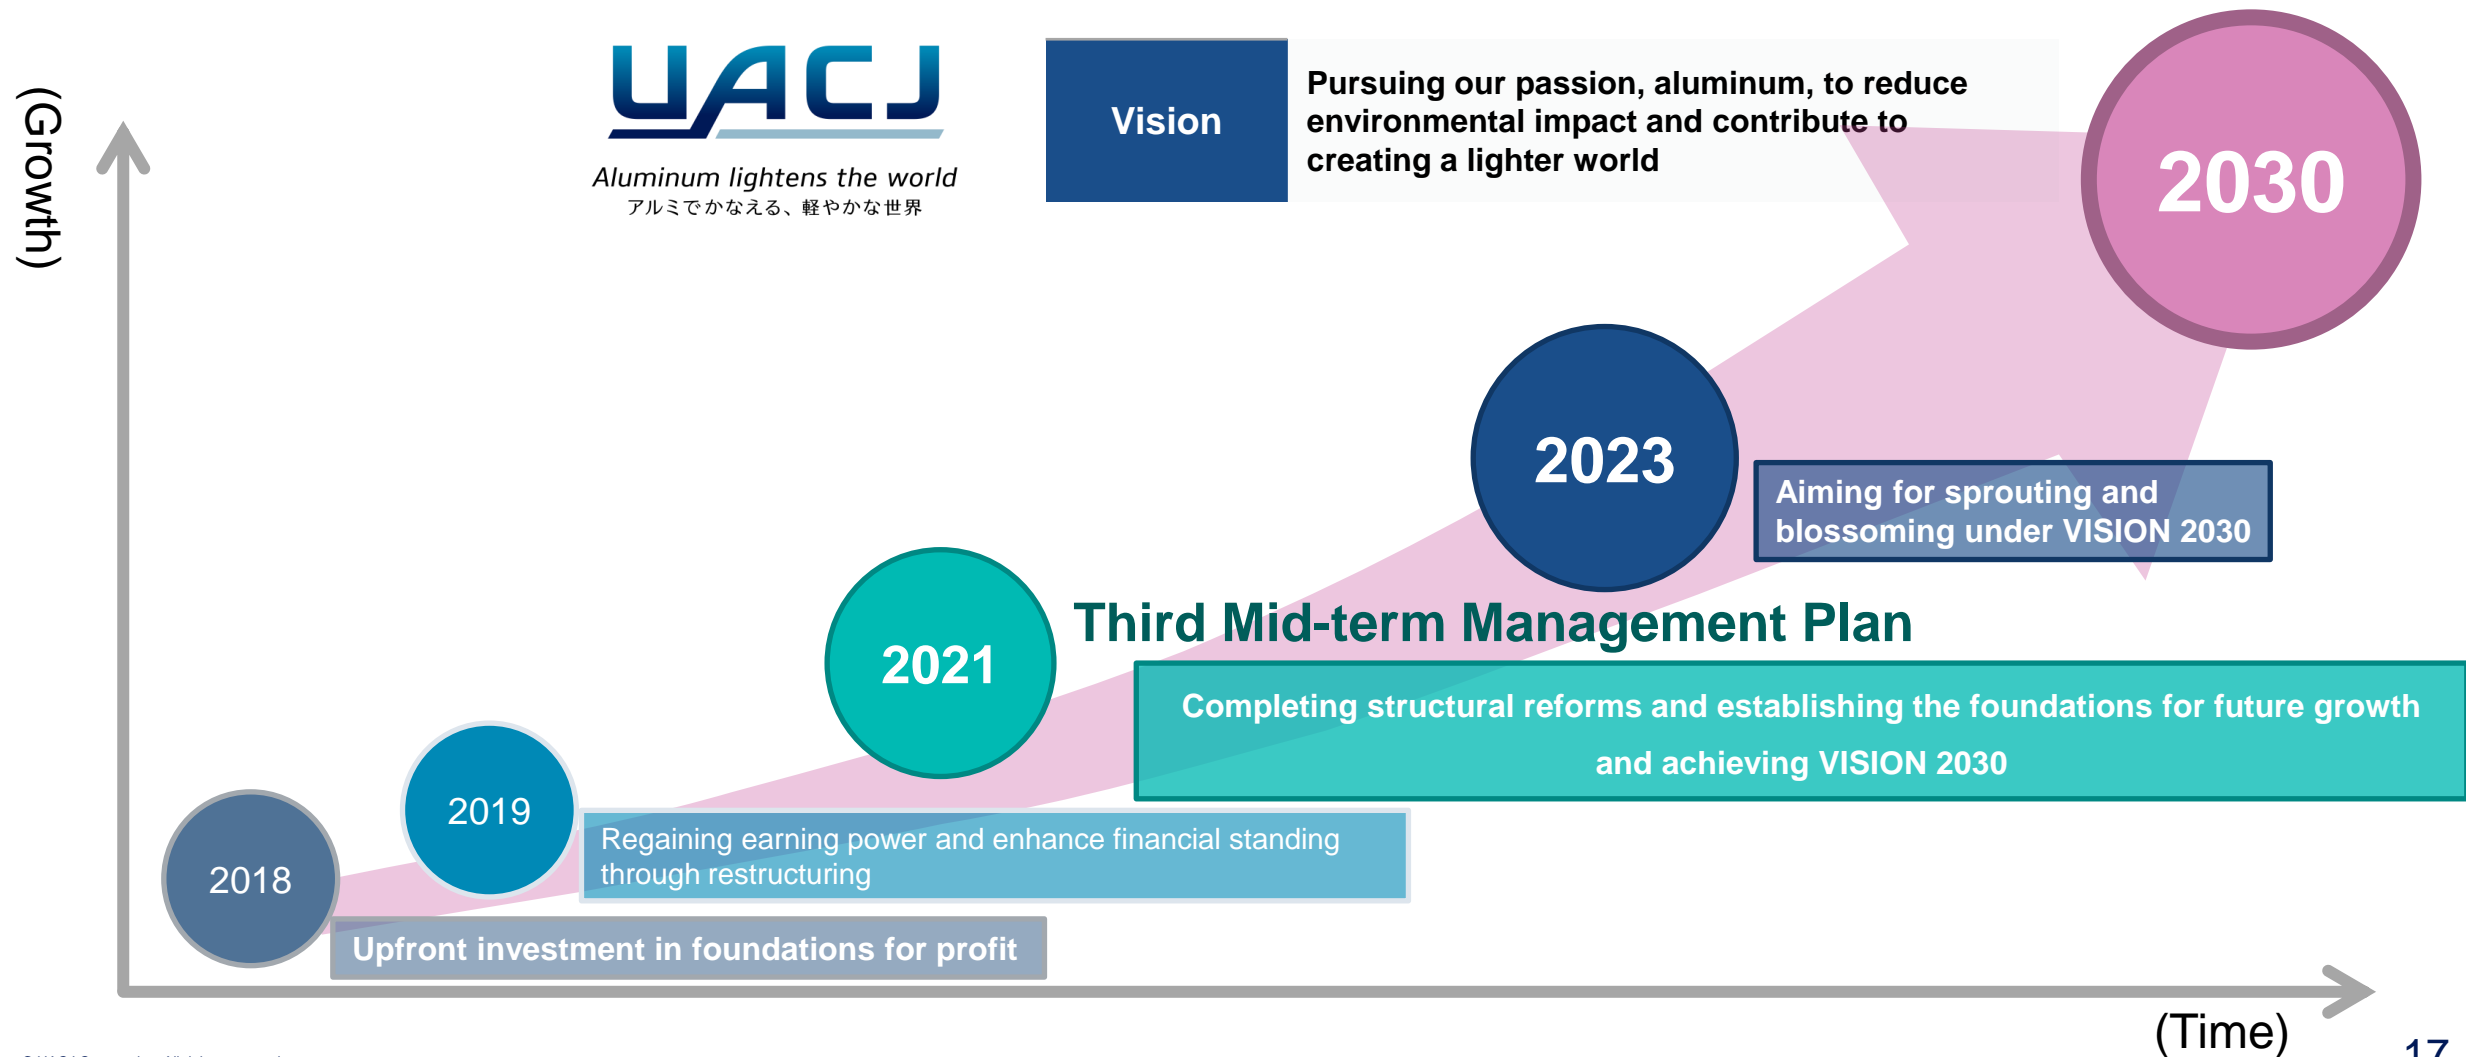 (Growth)
UACJ
Aluminum lightens the world
アルミでかなえる、軽やかな世界
Vision
Pursuing our passion, aluminum, to reduce
environmental impact and contribute to
creating a lighter world
2030
2023
Aiming for sprouting and
blossoming under VISION 2030
2021
Third Mid-term Management Plan
Completing structural reforms and establishing the foundations for future growth
and achieving VISION 2030
2019
Regaining earning power and enhance financial standing
through restructuring
2018
Upfront investment in foundations for profit
(Time)
17